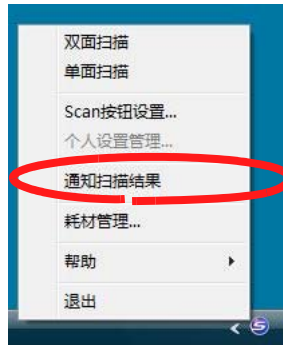 双面扫描
单面扫描
Scan按钮设置...
个人设置管理...
通知扫描结果
耗材管理...
帮助
退出